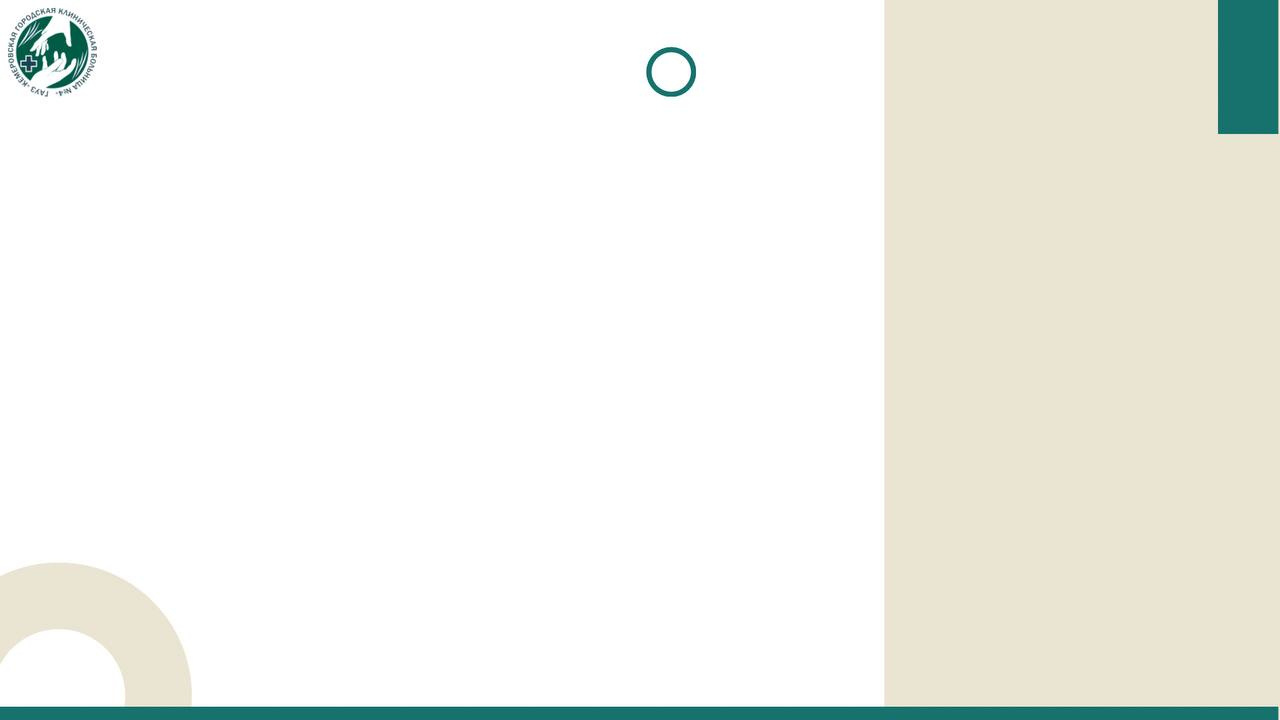 ГАУЗ «КЕМЕРОВСКАЯ ГОРОДСКАЯ КЛИНИЧЕСКАЯ БОЛЬНИЦА №4»